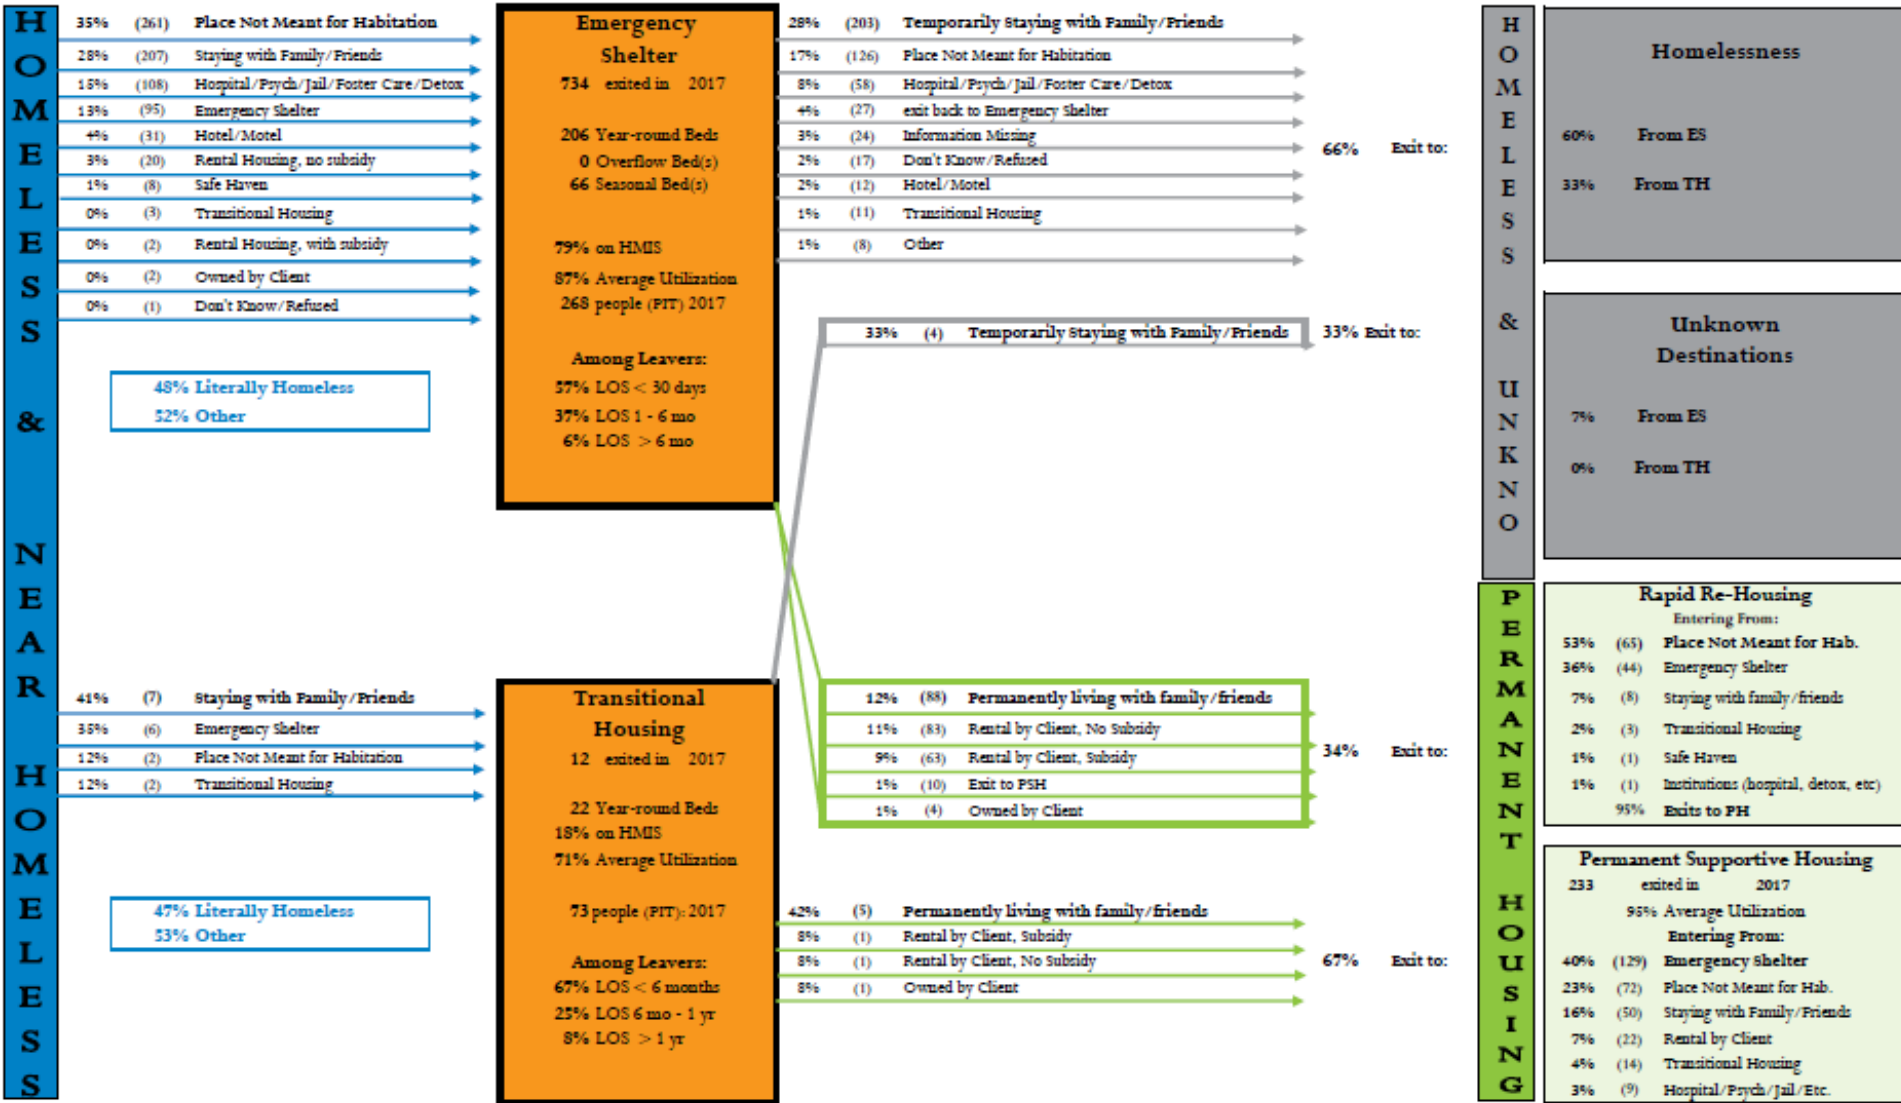 HOMELESS & NEAR HOMELESS
35% (261) Place Not Meant for Habitation
28% (207) Staying with Family/Friends
15% (108) Hospital/Psych/Jail/Foster Care/Detox
13% (95) Emergency Shelter
4% (31) Hotel/Motel
3% (20) Rental Housing, no subsidy
1% (8) Safe Haven
0% (3) Transitional Housing
0% (2) Rental Housing, with subsidy
0% (2) Owned by Client
0% (1) Don't Know/Refused
48% Literally Homeless
52% Other
Emergency
Shelter
734 exited in 2017
206 Year-round Beds
0 Overflow Bed(s)
66 Seasonal Bed(s)
79% on HMIS
87% Average Utilization
268 people (PIT) 2017
Among Leavers:
57% LOS < 30 days
37% LOS 1 - 6 mo
6% LOS > 6 mo
28% (203) Temporarily Staying with Family/Friends
17% (126) Place Not Meant for Habitation
8% (58) Hospital/Psych/Jail/Foster Care/Detox
4% (27) exit back to Emergency Shelter
3% (24) Information Missing
2% (17) Don't Know/Refused
2% (12) Hotel/Motel
1% (11) Transitional Housing
1% (8) Other
66% Exit to:
33% (4) Temporarily Staying with Family/Friends
33% Exit to:
HOMELESS & UNKNO
Homelessness
60% From ES
33% From TH
Unknown
Destinations
7% From ES
0% From TH
41% (7) Staying with Family/Friends
35% (6) Emergency Shelter
12% (2) Place Not Meant for Habitation
12% (2) Transitional Housing
47% Literally Homeless
53% Other
Transitional
Housing
12 exited in 2017
22 Year-round Beds
18% on HMIS
71% Average Utilization
73 people (PIT): 2017
Among Leavers:
67% LOS < 6 months
25% LOS 6 mo - 1 yr
8% LOS > 1 yr
12% (88) Permanently living with family/friends
11% (83) Rental by Client, No Subsidy
9% (63) Rental by Client, Subsidy
1% (10) Exit to PSH
1% (4) Owned by Client
34% Exit to:
42% (5) Permanently living with family/friends
8% (1) Rental by Client, Subsidy
8% (1) Rental by Client, No Subsidy
8% (1) Owned by Client
67% Exit to:
PERMANENT HOUSING
Rapid Re-Housing
Entering From:
53% (65) Place Not Meant for Hab.
36% (44) Emergency Shelter
7% (8) Staying with family/friends
2% (3) Transitional Housing
1% (1) Safe Haven
1% (1) Institutions (hospital, detox, etc)
95% Exits to PH
Permanent Supportive Housing
233 exited in 2017
95% Average Utilization
Entering From:
40% (129) Emergency Shelter
23% (72) Place Not Meant for Hab.
16% (50) Staying with Family/Friends
7% (22) Rental by Client
4% (14) Transitional Housing
3% (9) Hospital/Psych/Jail/Etc.